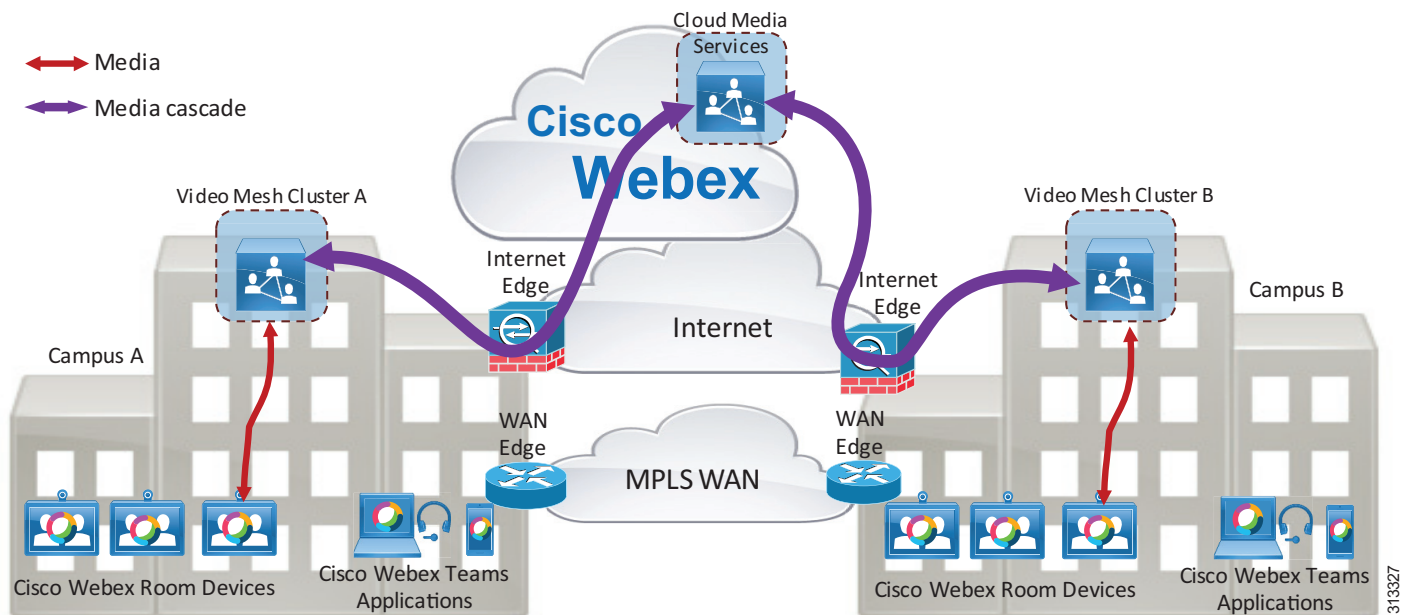 Cloud Media
Services
Media
Media cascade
Cisco
Webex
Video Mesh Cluster A
Video Mesh Cluster B
Internet
Edge
Internet
Edge
Internet
Campus A
Campus B
WAN
Edge
WAN
Edge
MPLS WAN
Cisco Webex Room Devices
Cisco Webex Teams
Applications
Cisco Webex Room Devices
Cisco Webex Teams
Applications
313327